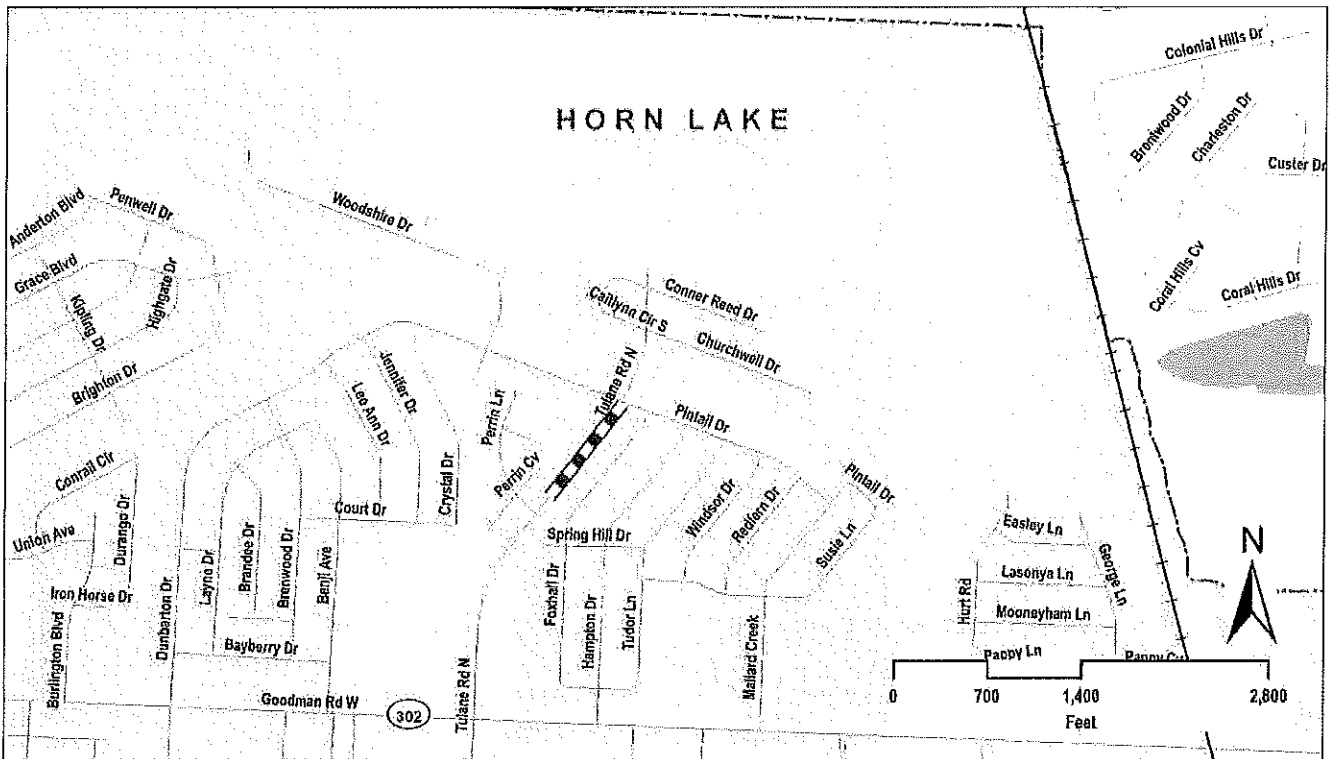 Colonial Hills Dr
HORN LAKE
Brontwood Dr
Charleston Dr
Custer Dr
Anderton Blvd
Penwell Dr
Woodshire Dr
Grace Blvd
Highgate Dr
Kipling Dr
Coral Hills Cv
Coral Hills Dr
Conner Reed Dr
Caitlynn Cir S
Churchwell Dr
Tulane Rd N
Brighton Dr
Jennifer Dr
Leo Ann Dr
Perrin Ln
Pintail Dr
Conrail Cir
Perrin Cv
Pintail Dr
Crystal Dr
Court Dr
Windsor Dr
Redfern Dr
Susie Ln
Union Ave
Durango Dr
Spring Hill Dr
Easley Ln
N
Layne Dr
Brandee Dr
Brenwood Dr
Benji Ave
Foxhall Dr
Lasonya Ln
George Ln
Iron Horse Dr
Dunbarton Dr
Hampton Dr
Tudor Ln
Hurt Rd
Mooneyham Ln
Burlington Blvd
Bayberry Dr
Mallard Creek
Pappy Ln
Pappy Cv
Goodman Rd W
302
Tulane Rd N
0 700 1,400 2,800
Feet